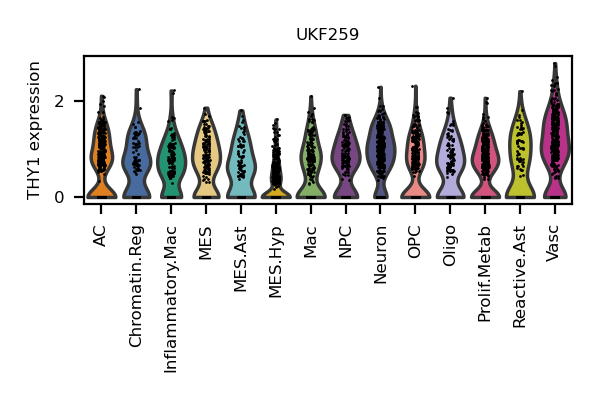 UKF259
THY1 expression
2
0
AC
Chromatin.Reg
Inflammatory.Mac
MES
MES.Ast
MES.Hyp
Mac
NPC
Neuron
OPC
Oligo
Prolif.Metab
Reactive.Ast
Vasc